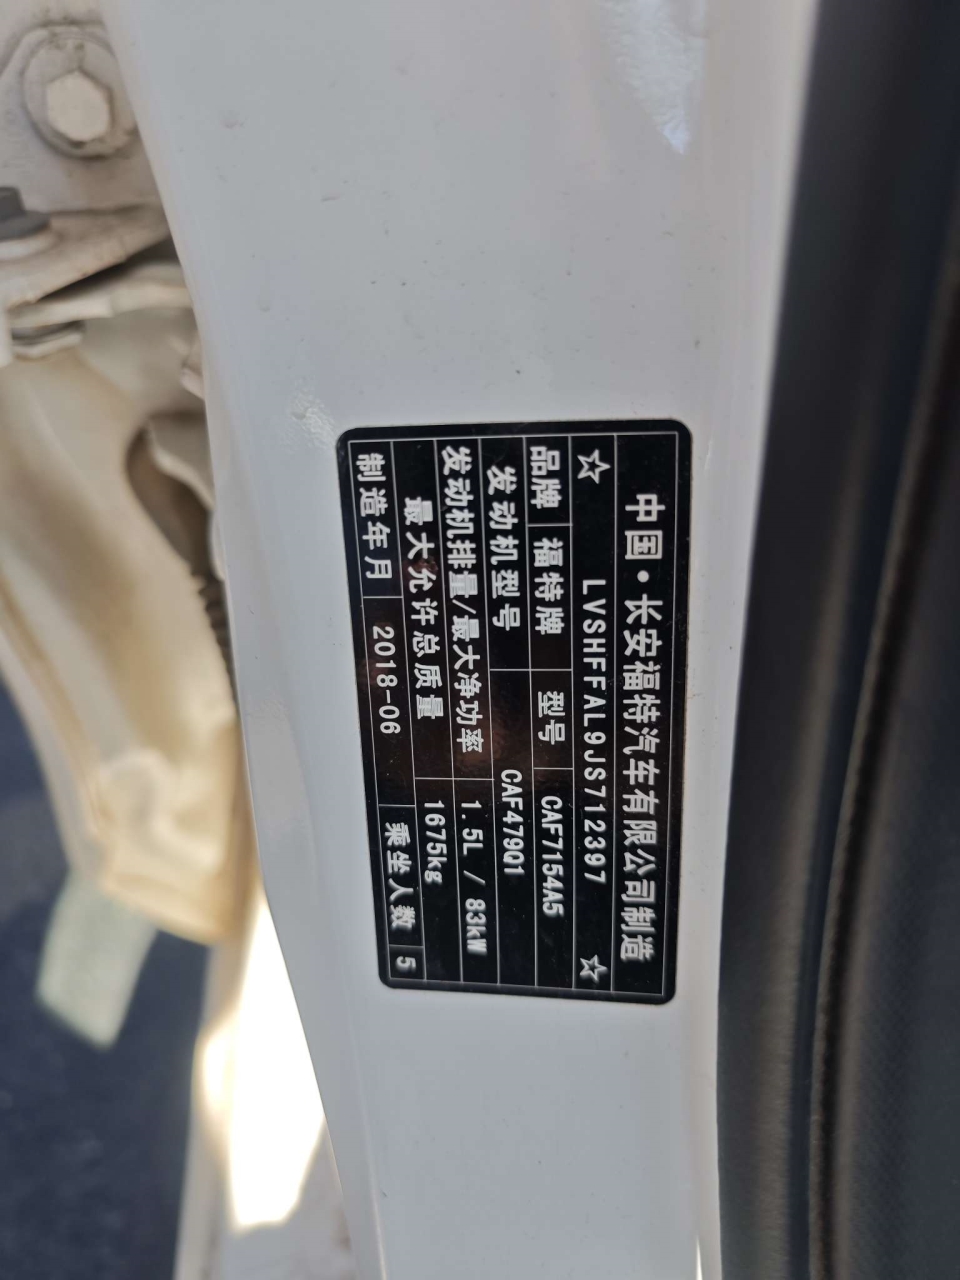 中国·长安福特汽车有限公司制造
☆ LVSHFFAL9JS712397 ☆
品牌 福特牌 型号 CAF7154A5
发动机型号 CAF479Q1
发动机排量/最大净功率 1.5L / 83kW
最大允许总质量 1675kg
制造年月 2018-06 乘坐人数 5